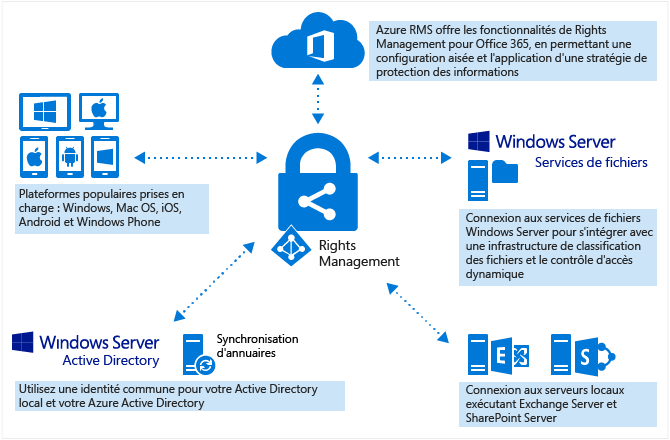 Azure RMS offre les fonctionnalités de Rights
Management pour Office 365, en permettant une
configuration aisée et l'application d'une stratégie de
protection des informations
Plateformes populaires prises en
charge : Windows, Mac OS, iOS,
Android et Windows Phone
Windows Server
Services de fichiers
Connexion aux services de fichiers
Windows Server pour s'intégrer avec
une infrastructure de classification
des fichiers et le contrôle d'accès
dynamique
Rights
Management
Windows Server
Active Directory
Synchronisation
d'annuaires
Utilisez une identité commune pour votre Active Directory
local et votre Azure Active Directory
E
S
Connexion aux serveurs locaux
exécutant Exchange Server et
SharePoint Server